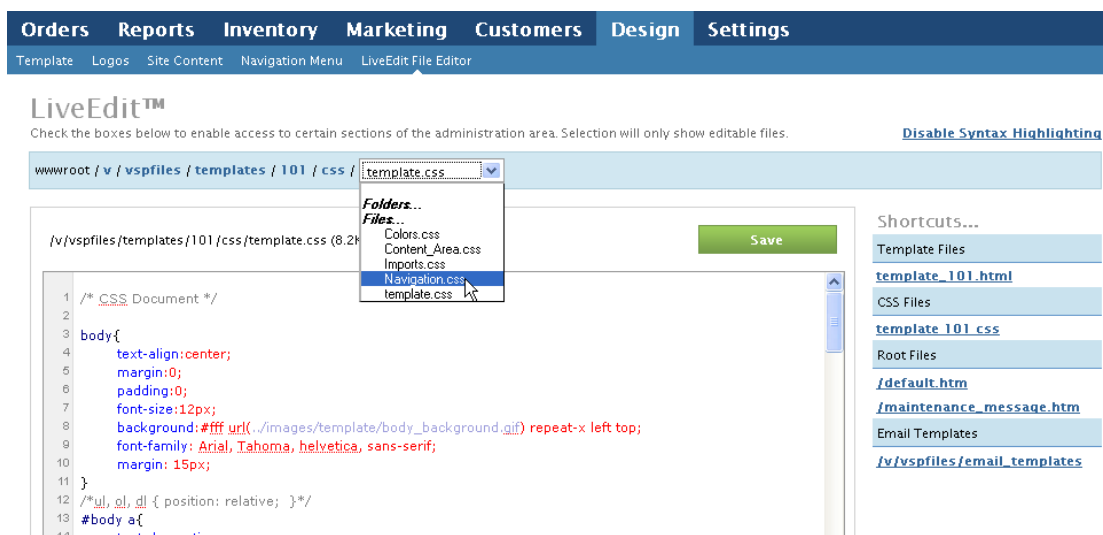 Orders Reports Inventory Marketing Customers Design Settings
Template Logos Site Content Navigation Menu LiveEdit File Editor
LiveEdit™
Check the boxes below to enable access to certain sections of the administration area. Selection will only show editable files.
Disable Syntax Highlighting
wwwroot / v / vspfiles / templates / 101 / css / template.css
Folders...
Files...
Colors.css
Content_Area.css
Imports.css
Navigation.css
template.css
/v/vspfiles/templates/101/css/template.css (8.2K
Save
1 /* CSS Document */
2
3 body{
4 text-align:center;
5 margin:0;
6 padding:0;
7 font-size:12px;
8 background:#fff url(../images/template/body_background.gif) repeat-x left top;
9 font-family: Arial, Tahoma, helvetica, sans-serif;
10 margin: 15px;
11 }
12 /*ul, ol, dl { position: relative; }*/
13 #body a{
Shortcuts...
Template Files
template_101.html
CSS Files
template 101 css
Root Files
/default.htm
/maintenance_message.htm
Email Templates
/v/vspfiles/email_templates